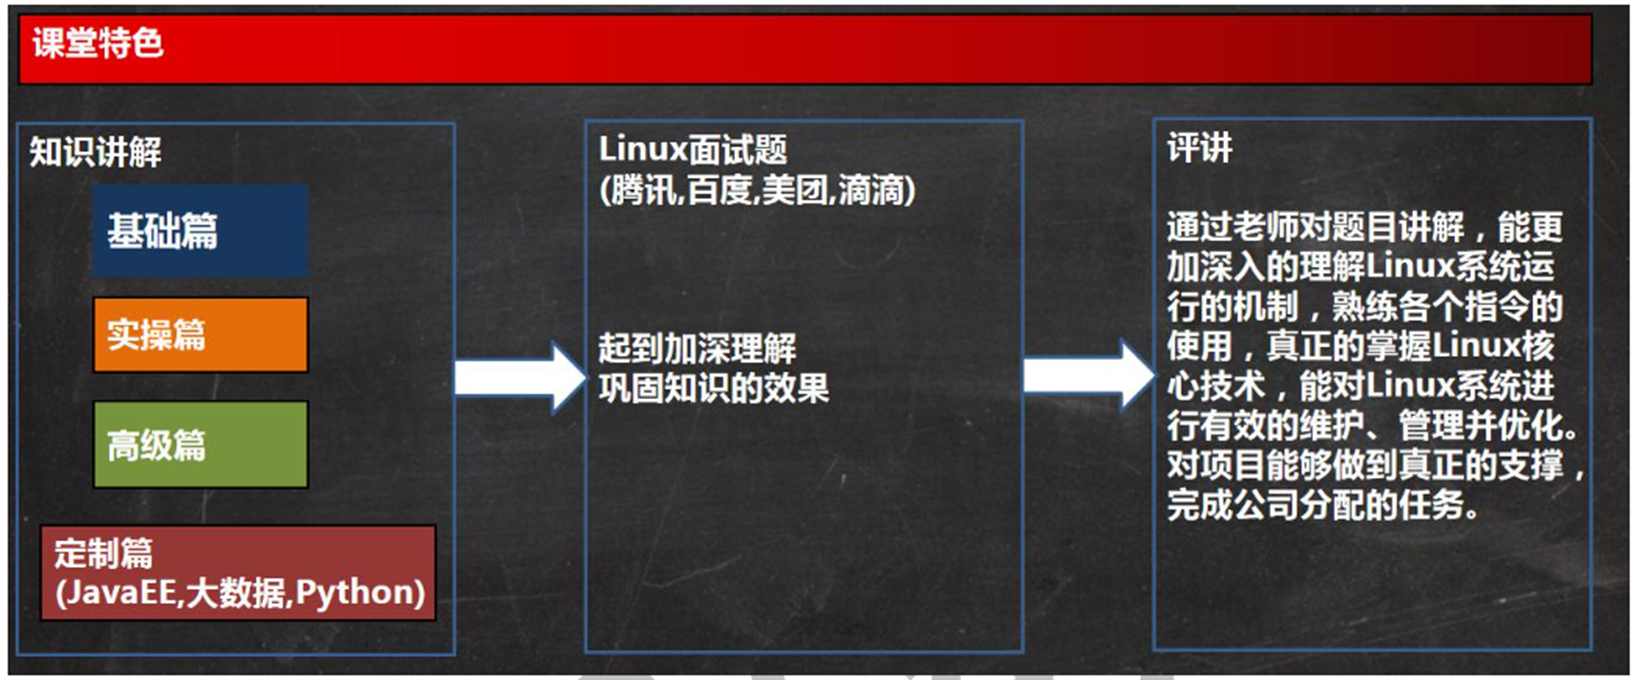 课堂特色
知识讲解
基础篇
实操篇
高级篇
定制篇
(JavaEE,大数据,Python)
Linux面试题
(腾讯,百度,美团,滴滴)
起到加深理解
巩固知识的效果
评讲
通过老师对题目讲解，能更
加深入的理解Linux系统运
行的机制，熟练各个指令的
使用，真正的掌握Linux核
心技术，能对Linux系统进
行有效的维护、管理并优化。
对项目能够做到真正的支撑，
完成公司分配的任务。